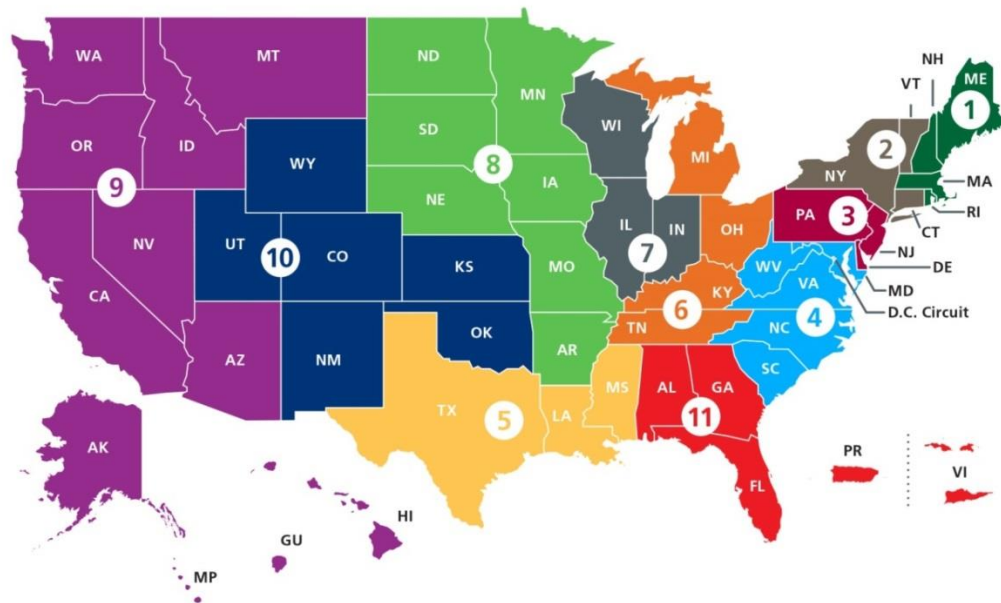 NH
VT
ME
WA
MT
ND
MN
1
OR
ID
SD
WI
2
8
MI
NY
MA
WY
9
IA
RI
NE
PA
3
CT
IL
IN
OH
NV
UT
10
CO
7
NJ
WV
DE
KS
MO
VA
MD
CA
KY
6
4
D.C. Circuit
NC
TN
OK
AZ
NM
AR
SC
MS
AL
GA
TX
5
LA
11
AK
PR
VI
FL
HI
GU
MP